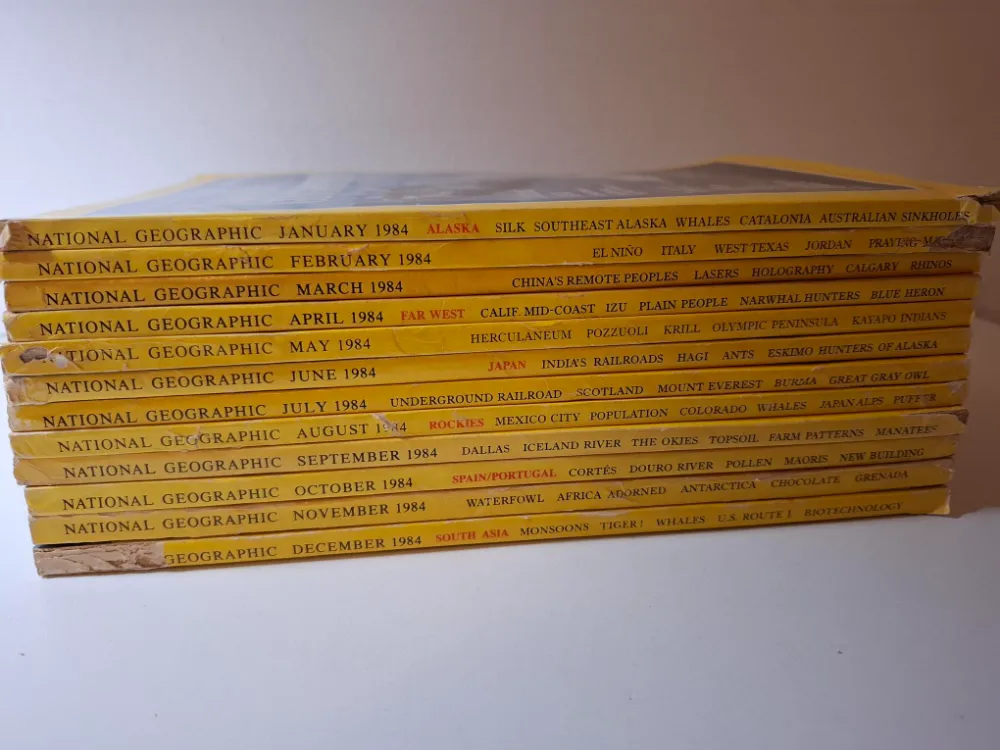 NATIONAL GEOGRAPHIC JANUARY 1984 ALASKA SILK SOUTHEAST ALASKA WHALES CATALONIA AUSTRALIAN SINKHOLES
NATIONAL GEOGRAPHIC FEBRUARY 1984 EL NIÑO ITALY WEST TEXAS JORDAN PRAYING
NATIONAL GEOGRAPHIC MARCH 1984 CHINA'S REMOTE PEOPLES LASERS HOLOGRAPHY CALGARY RHINOS
NATIONAL GEOGRAPHIC APRIL 1984 FAR WEST CALIF. MID-COAST IZU PLAIN PEOPLE NARWHAL HUNTERS BLUE HERON
GEOGRAPHIC MAY 1984 HERCULANEUM POZZUOLI KRILL OLYMPIC PENINSULA KAYAPO INDIANS
NATIONAL GEOGRAPHIC JUNE 1984 JAPAN INDIA'S RAILROADS HAGI ANTS ESKIMO HUNTERS OF ALASKA
NATIONAL GEOGRAPHIC JULY 1984 UNDERGROUND RAILROAD SCOTLAND MOUNT EVEREST BURMA GREAT GRAY OWL
NATIONAL GEOGRAPHIC AUGUST 1984 ROCKIES MEXICO CITY POPULATION COLORADO WHALES JAPAN ALPS PUFFER
NATIONAL GEOGRAPHIC SEPTEMBER 1984 DALLAS ICELAND RIVER THE OKIES TOPSOIL FARM PATTERNS MANATEES
NATIONAL GEOGRAPHIC OCTOBER 1984 SPAIN/PORTUGAL CORTÉS DOURO RIVER POLLEN MAORIS NEW BUILDING
NATIONAL GEOGRAPHIC NOVEMBER 1984 WATERFOWL AFRICA ADORNED ANTARCTICA CHOCOLATE GRENADA
GEOGRAPHIC DECEMBER 1984 SOUTH ASIA MONSOONS TIGER! WHALES U.S. ROUTE 1 BIOTECHNOLOGY